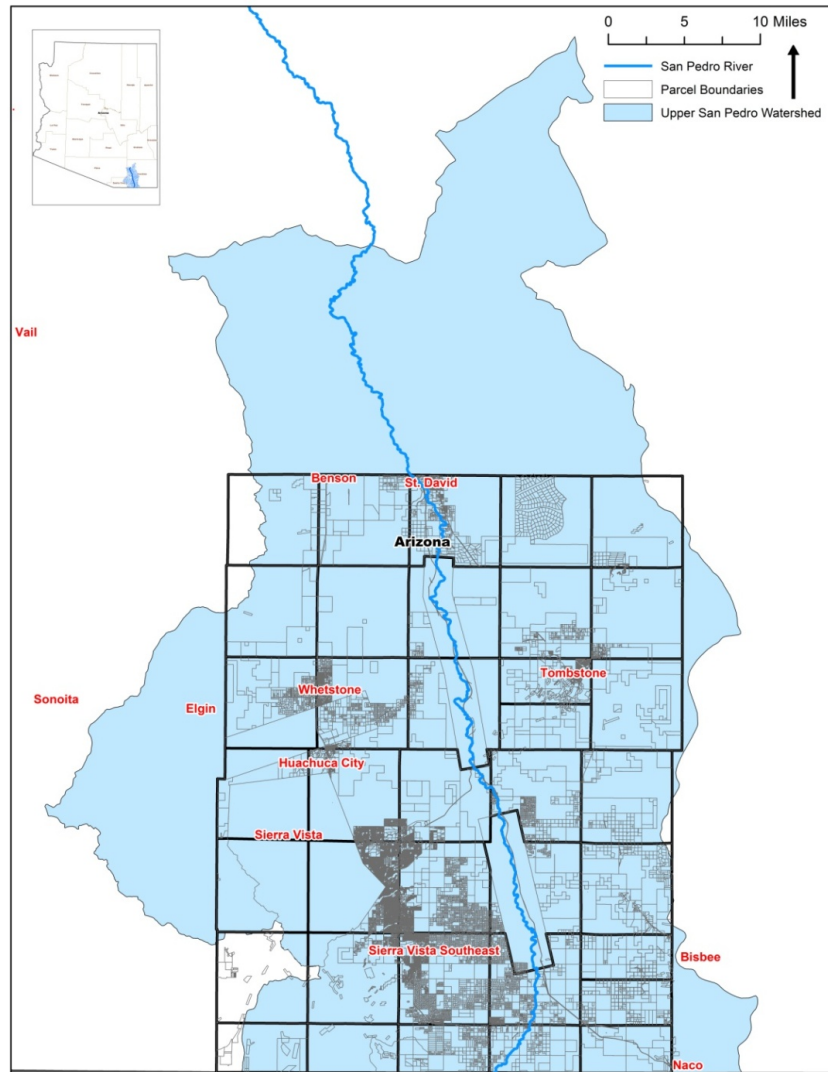 0 5 10 Miles
San Pedro River
Parcel Boundaries
Upper San Pedro Watershed
Vail
Benson
St. David
Arizona
Tombstone
Whetstone
Sonoita
Elgin
Huachuca City
Sierra Vista
Sierra Vista Southeast
Bisbee
Naco